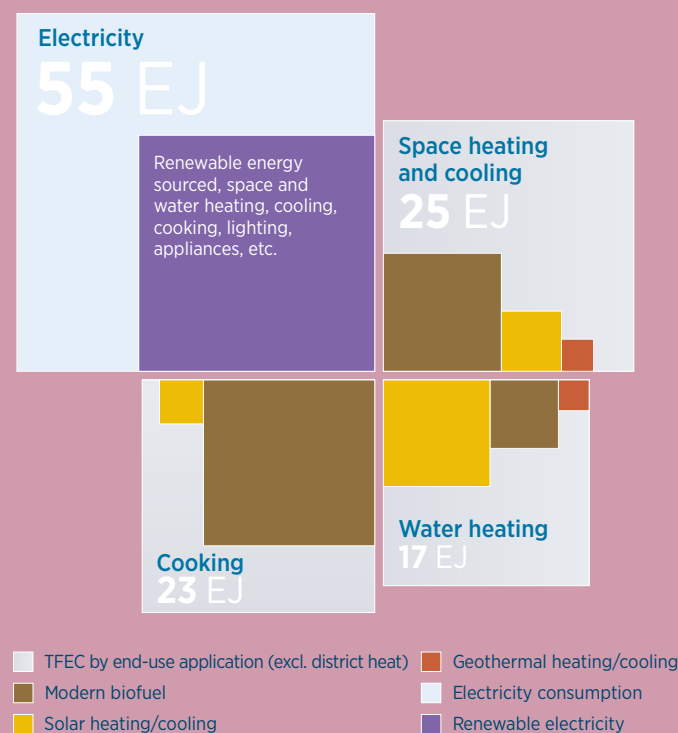 Electricity
55 EJ
Renewable energy
sourced, space and
water heating, cooling,
cooking, lighting,
appliances, etc.
Space heating
and cooling
25 EJ
Cooking
23 EJ
Water heating
17 EJ
TFEC by end-use application (excl. district heat)
Modern biofuel
Solar heating/cooling
Geothermal heating/cooling
Electricity consumption
Renewable electricity